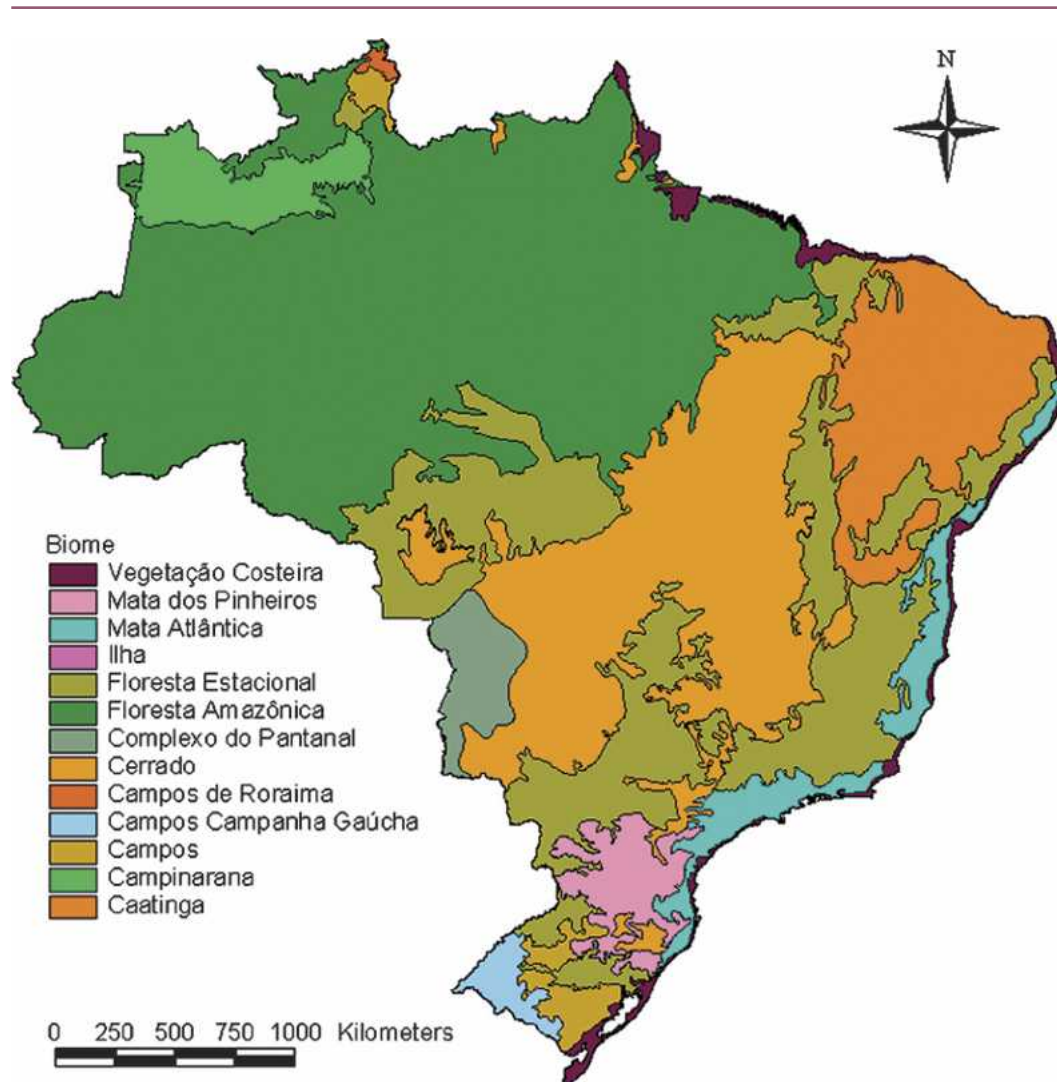 N
Biome
Vegetação Costeira
Mata dos Pinheiros
Mata Atlântica
Ilha
Floresta Estacional
Floresta Amazônica
Complexo do Pantanal
Cerrado
Campos de Roraima
Campos Campanha Gaúcha
Campos
Campinarana
Caatinga
0 250 500 750 1000 Kilometers